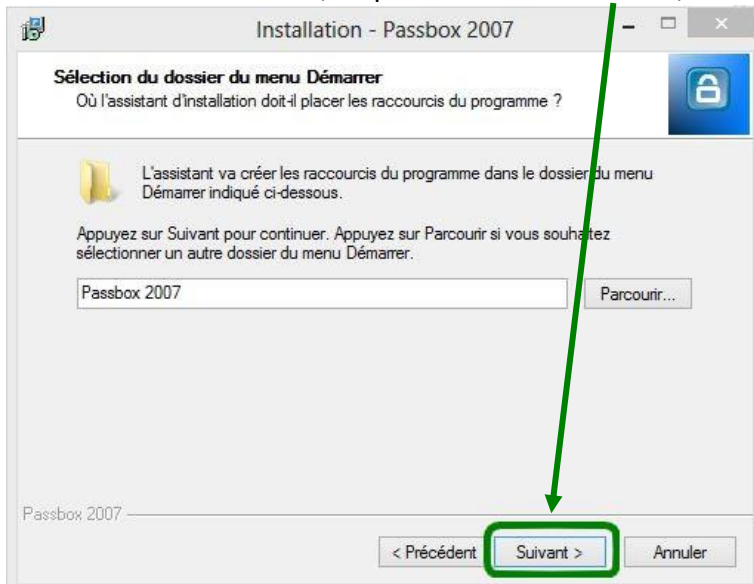 Installation - Passbox 2007
Sélection du dossier du menu Démarrer
Où l'assistant d'installation doit-il placer les raccourcis du programme ?
L'assistant va créer les raccourcis du programme dans le dossier du menu
Démarrer indiqué ci-dessous.
Appuyez sur Suivant pour continuer. Appuyez sur Parcourir si vous souhaitez
sélectionner un autre dossier du menu Démarrer.
Passbox 2007
Parcourir...
Passbox 2007
< Précédent
Suivant >
Annuler